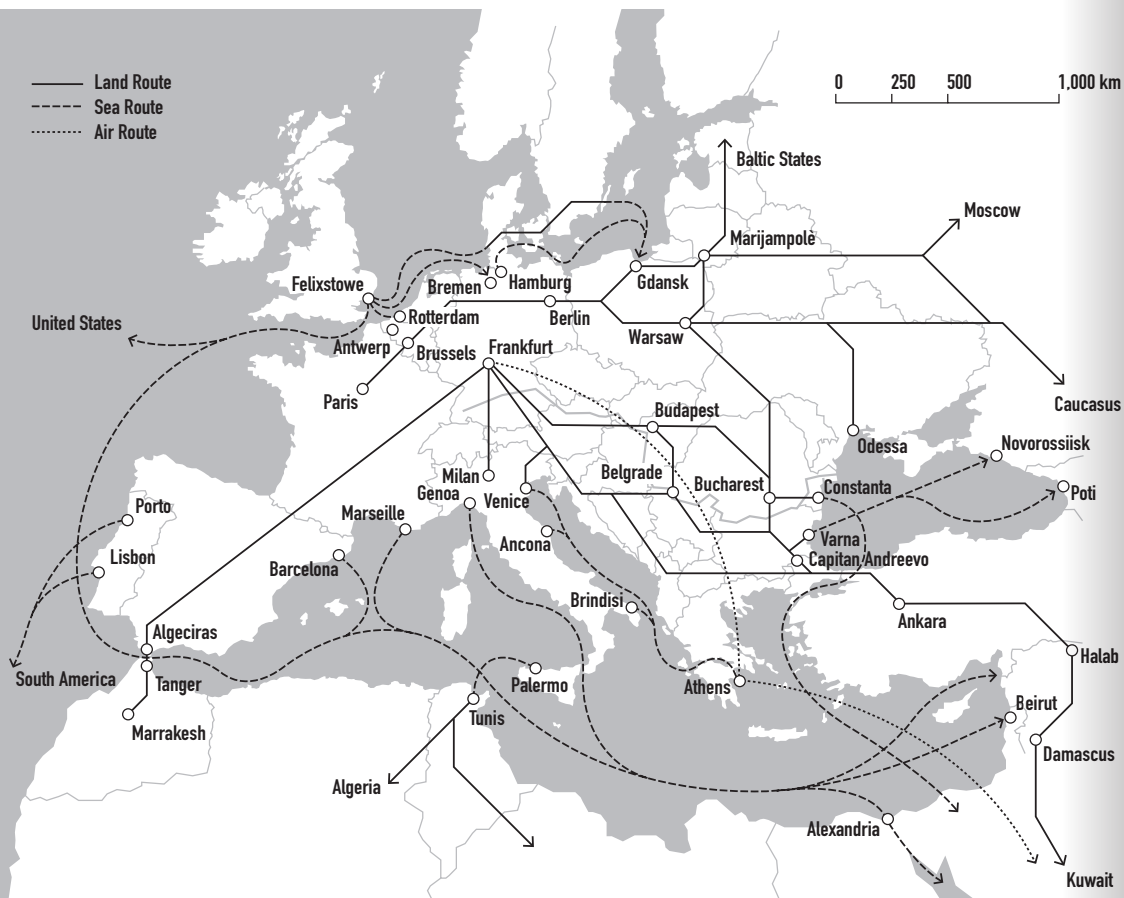 Land Route
Sea Route
Air Route
0 250 500 1,000 km
Baltic States
Moscow
Marijampole
Felixstowe
Bremen
Hamburg
Gdansk
United States
Rotterdam
Berlin
Warsaw
Antwerp
Brussels
Frankfurt
Paris
Caucasus
Budapest
Odessa
Novorossiisk
Milan
Genoa
Venice
Belgrade
Bucharest
Constanta
Poti
Porto
Marseille
Ancona
Varna
Lisbon
Barcelona
Capitan Andreevo
Brindisi
Ankara
Algeciras
Halab
South America
Tanger
Palermo
Athens
Beirut
Marrakesh
Tunis
Damascus
Algeria
Alexandria
Kuwait